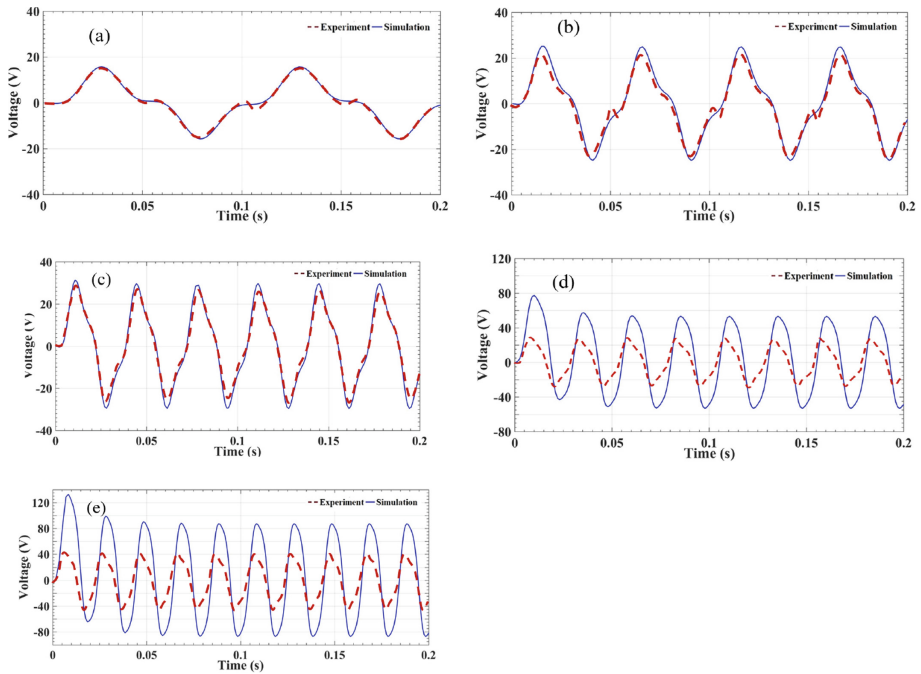 (a)
Experiment Simulation
Voltage (V)
40
20
0
-20
-40
0 0.05 0.1 0.15 0.2
Time (s)
(b)
Experiment Simulation
Voltage (V)
40
20
0
-20
-40
0 0.05 0.1 0.15 0.2
Time (s)
(c)
Experiment Simulation
voltage (V)
40
20
0
-20
-40
0 0.05 0.1 0.15 0.2
Time (s)
(d)
Experiment Simulation
Voltage (V)
120
80
40
0
-40
-80
0 0.05 0.1 0.15 0.2
Time (s)
(e)
Experiment Simulation
Voltage (V)
120
80
40
0
-40
-80
0 0.05 0.1 0.15 0.2
Time (s)